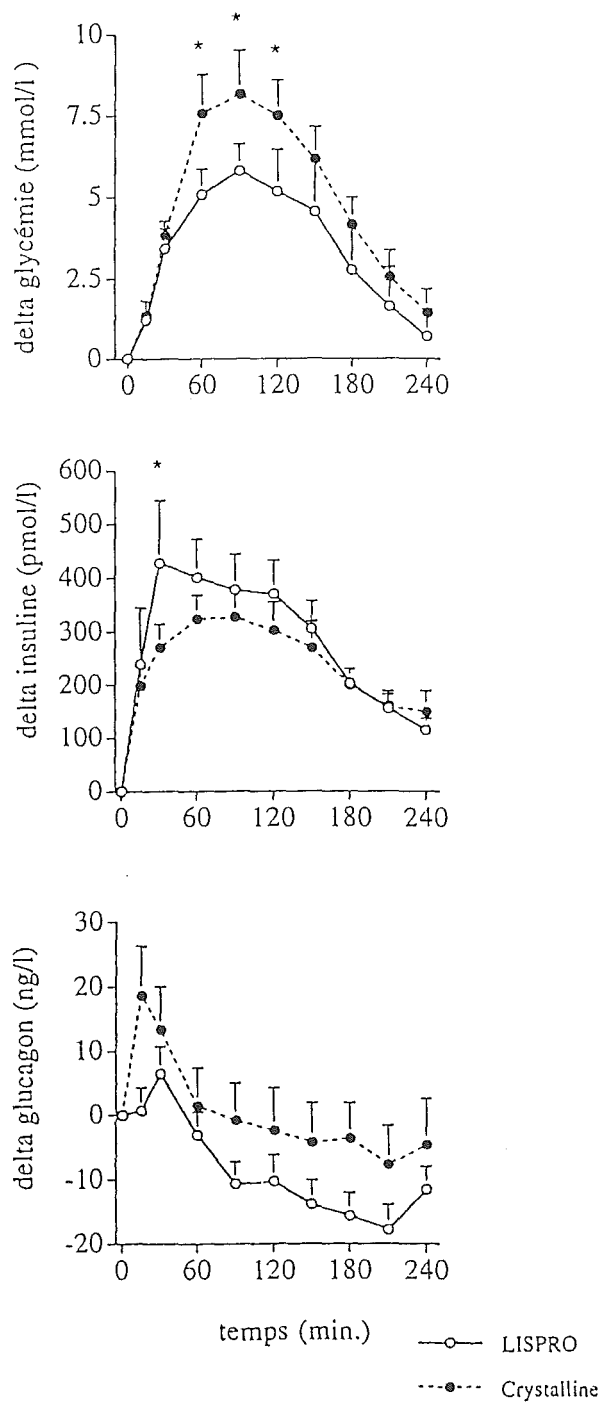 * * *
10
7.5
5
2.5
0
delta glycémie (mmol/l)
0 60 120 180 240
*
600
500
400
300
200
100
0
delta insuline (pmol/l)
0 60 120 180 240
30
20
10
0
-10
-20
delta glucagon (ng/l)
0 60 120 180 240
temps (min.)
LISPRO
Crystalline